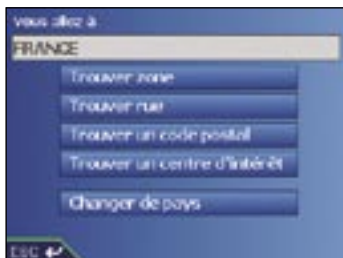 Vous allez à
FRANCE
Trouver zone
Trouver rue
Trouver un code postal
Trouver un centre d'intérêt
Changer de pays
ESC